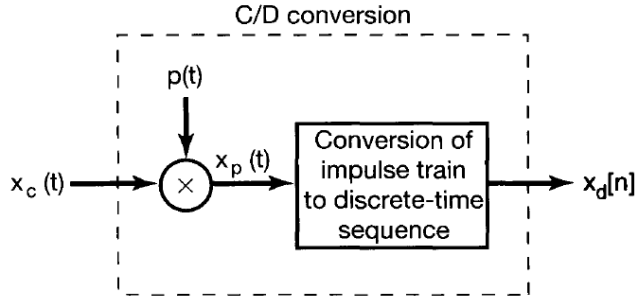 C/D conversion
p(t)
x_c (t)
×
x_p (t)
Conversion of
impulse train
to discrete-time
sequence
x_d[n]